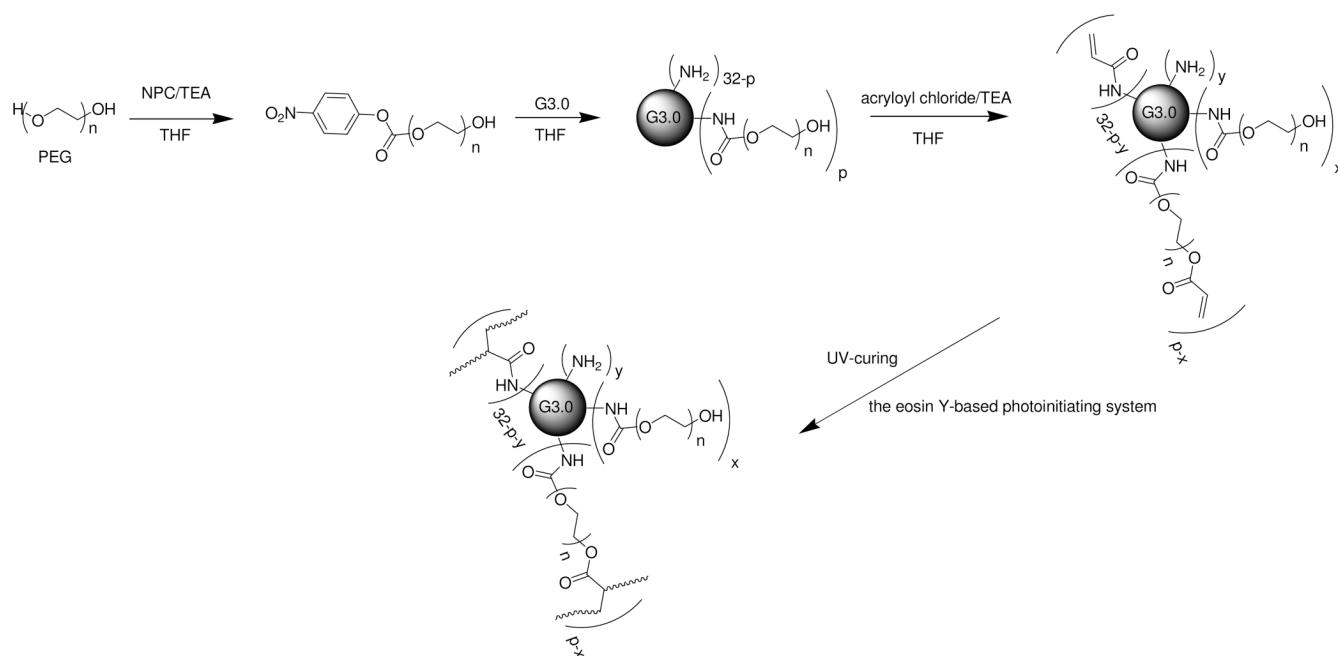 H
O
OH
n
PEG
NPC/TEA
THF
O2N
O
O
O
OH
n
G3.0
THF
NH2
32-p
G3.0
NH
O
O
OH
n
p
acryloyl chloride/TEA
THF
O
HN
32-p-y
NH2
y
G3.0
NH
O
O
OH
n
x
NH
O
O
n
O
O
p-x
UV-curing
the eosin Y-based photoinitiating system
O
HN
32-p-y
NH2
y
G3.0
NH
O
O
OH
n
x
NH
O
O
n
O
O
p-x